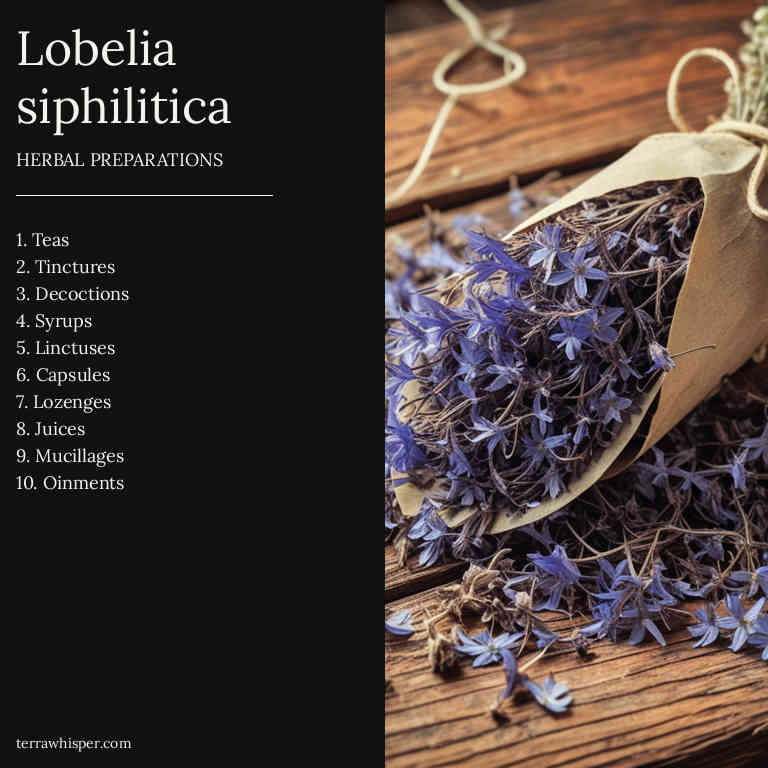 Lobelia
siphilitica
HERBAL PREPARATIONS
1. Teas
2. Tinctures
3. Decoctions
4. Syrups
5. Linctuses
6. Capsules
7. Lozenges
8. Juices
9. Mucillages
10. Oinments
terrawhisper.com